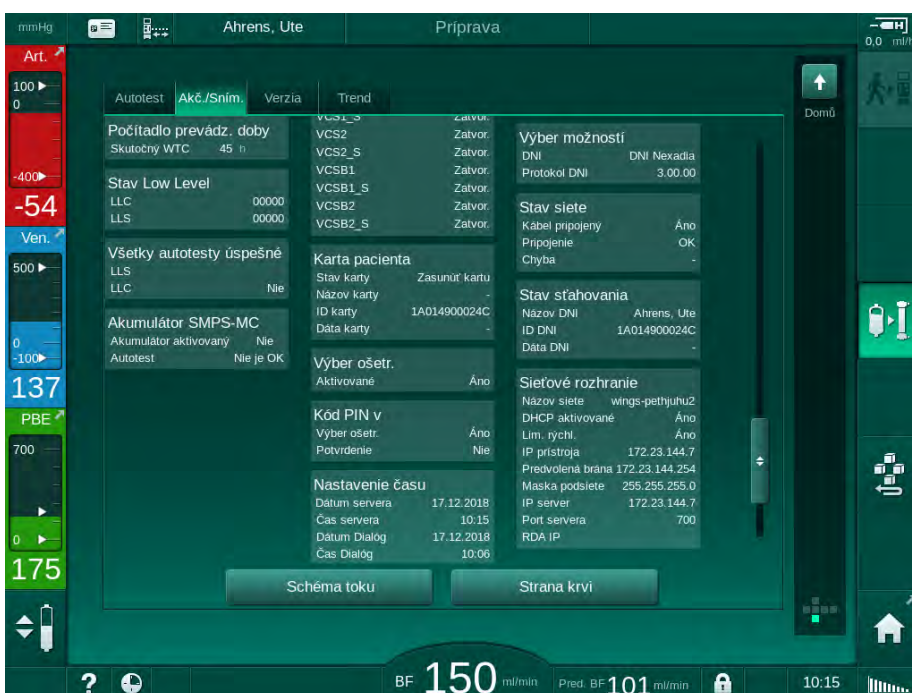 mmHg
Ahrens, Ute
Príprava
0,0 ml/h
Art.
100
0
-400
-54
Ven.
500
0
-100
137
PBE
700
0
175
Autotest
Akč./Sním.
Verzia
Trend
Domů
Počítadlo prevádz. doby
Skutočný WTC 45 h
Stav Low Level
LLC 00000
LLS 00000
Všetky autotesty úspešné
LLS
LLC Nie
Akumulátor SMPS-MC
Akumulátor aktivovaný Nie
Autotest Nie je OK
VCS1_S Zatvor.
VCS2 Zatvor.
VCS2_S Zatvor.
VCSB1 Zatvor.
VCSB1_S Zatvor.
VCSB2 Zatvor.
VCSB2_S Zatvor.
Karta pacienta
Stav karty Zasunúť kartu
Názov karty -
ID karty 1A014900024C
Dáta karty -
Výber ošetr.
Aktivované Áno
Kód PIN v
Výber ošetr. Áno
Potvrdenie Nie
Nastavenie času
Dátum servera 17.12.2018
Čas servera 10:15
Dátum Dialóg 17.12.2018
Čas Dialóg 10:06
Výber možností
DNI DNI Nexadia
Protokol DNI 3.00.00
Stav siete
Kábel pripojený Áno
Pripojenie OK
Chyba -
Stav sťahovania
Názov DNI Ahrens, Ute
ID DNI 1A014900024C
Dáta DNI -
Sieťové rozhranie
Názov siete wings-pethjuhu2
DHCP aktivované Áno
Lim. rýchl. Áno
IP prístroja 172.23.144.7
Predvolená brána 172.23.144.254
Maska podsiete 255.255.255.0
IP server 172.23.144.7
Port servera 700
RDA IP
Schéma toku
Strana krvi
?
BF 150 ml/min
Pred. BF 101 ml/min
10:15